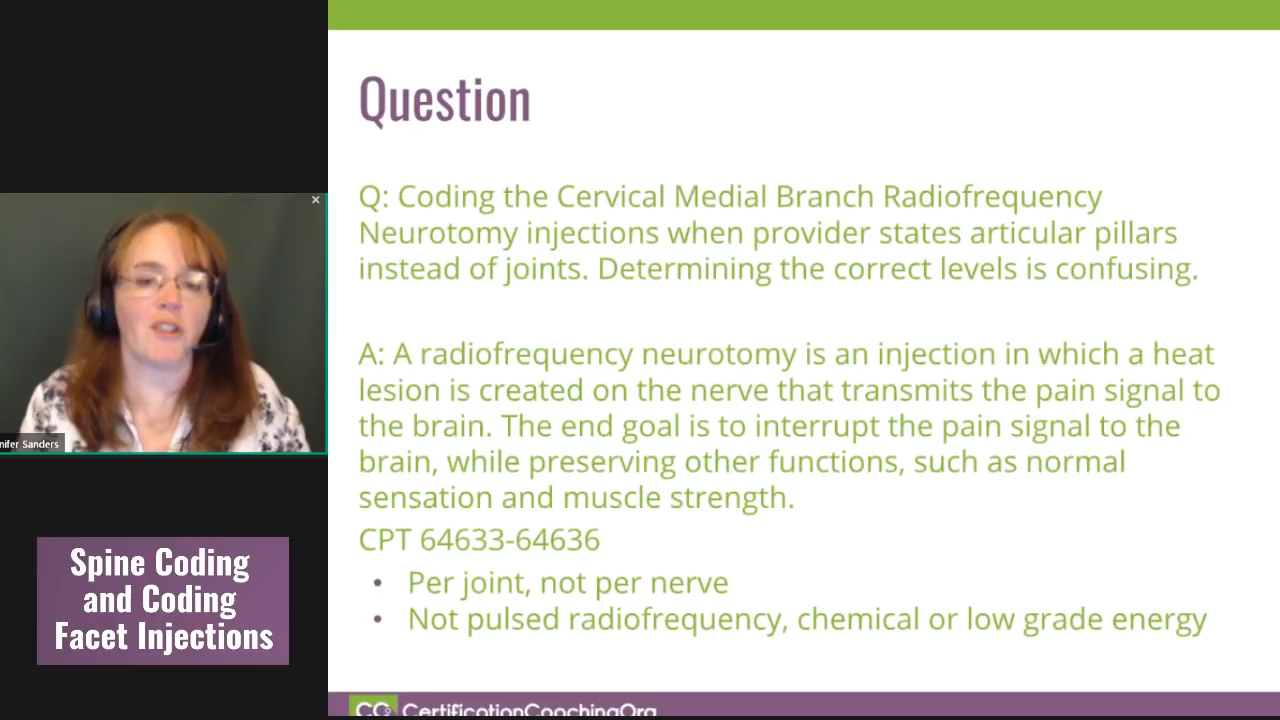 Question
Q: Coding the Cervical Medial Branch Radiofrequency
Neurotomy injections when provider states articular pillars
instead of joints. Determining the correct levels is confusing.
A: A radiofrequency neurotomy is an injection in which a heat
lesion is created on the nerve that transmits the pain signal to
the brain. The end goal is to interrupt the pain signal to the
brain, while preserving other functions, such as normal
sensation and muscle strength.
CPT 64633-64636
• Per joint, not per nerve
• Not pulsed radiofrequency, chemical or low grade energy
nifer Sanders
Spine Coding
and Coding
Facet Injections
CCO CertificationCoachingOrg